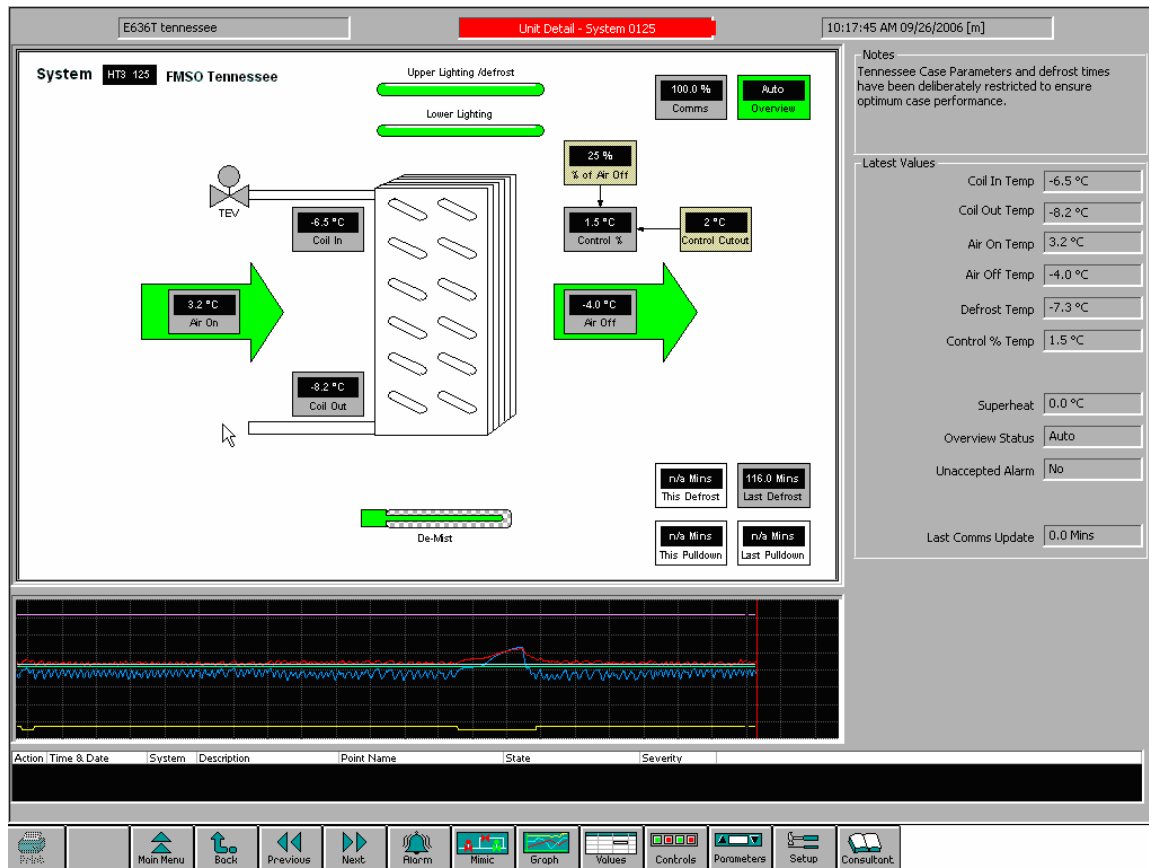 E636T tennessee
Unit Detail - System 0125
10:17:45 AM 09/26/2006 [m]
System HT3 125 FMSO Tennessee
Upper Lighting /defrost
Lower Lighting
100.0 %
Comms
Auto
Overview
25 %
% of Air Off
TEV
-6.5 °C
Coil In
1.5 °C
Control %
2 °C
Control Cutout
3.2 °C
Air On
-4.0 °C
Air Off
-8.2 °C
Coil Out
n/a Mins
This Defrost
116.0 Mins
Last Defrost
De-Mist
n/a Mins
This Pulldown
n/a Mins
Last Pulldown
Notes
Tennessee Case Parameters and defrost times
have been deliberately restricted to ensure
optimum case performance.
Latest Values
Coil In Temp -6.5 °C
Coil Out Temp -8.2 °C
Air On Temp 3.2 °C
Air Off Temp -4.0 °C
Defrost Temp -7.3 °C
Control % Temp 1.5 °C
Superheat 0.0 °C
Overview Status Auto
Unaccepted Alarm No
Last Comms Update 0.0 Mins
Action Time & Date System Description Point Name State Severity
Print Main Menu Back Previous Next Alarm Mimic Graph Values Controls Parameters Setup Consultant